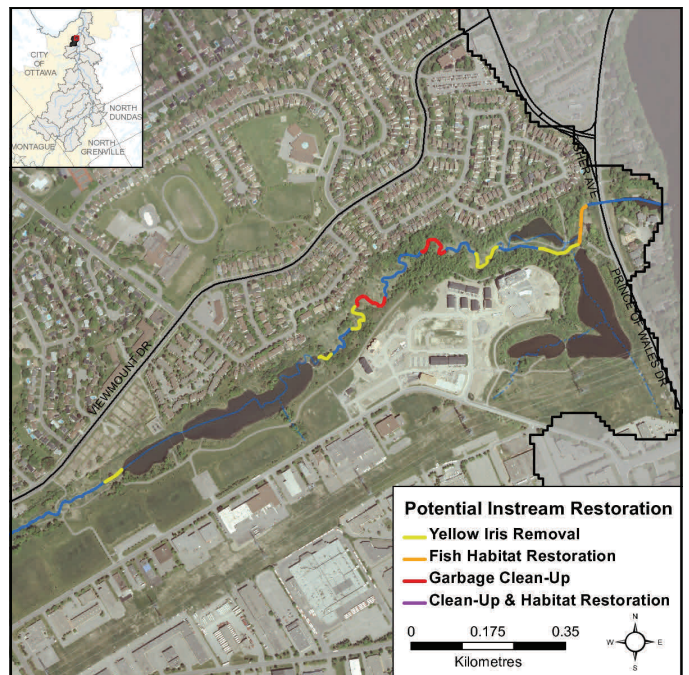 CITY OF
OTTAWA
NORTH
DUNDAS
MONTAGUE
NORTH
GRENVILLE
VIEWMOUNT DR
PRINCE OF WALES DR
AVE
Potential Instream Restoration
Yellow Iris Removal
Fish Habitat Restoration
Garbage Clean-Up
Clean-Up & Habitat Restoration
0 0.175 0.35
Kilometres
N
W E
S